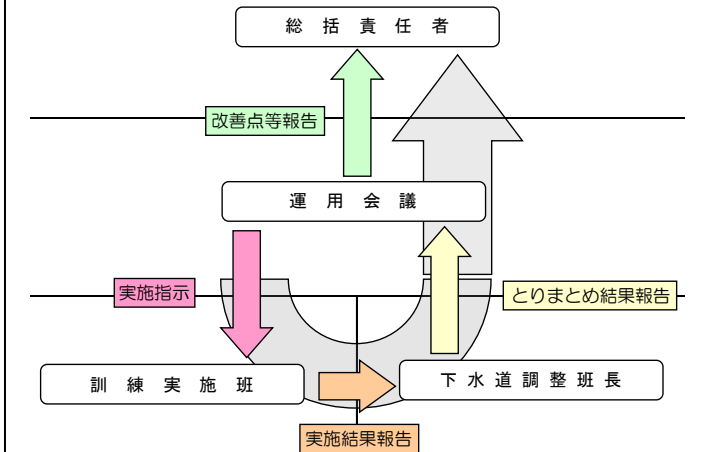 総括責任者
改善点等報告
運用会議
実施指示
とりまとめ結果報告
訓練実施班
下水道調整班長
実施結果報告